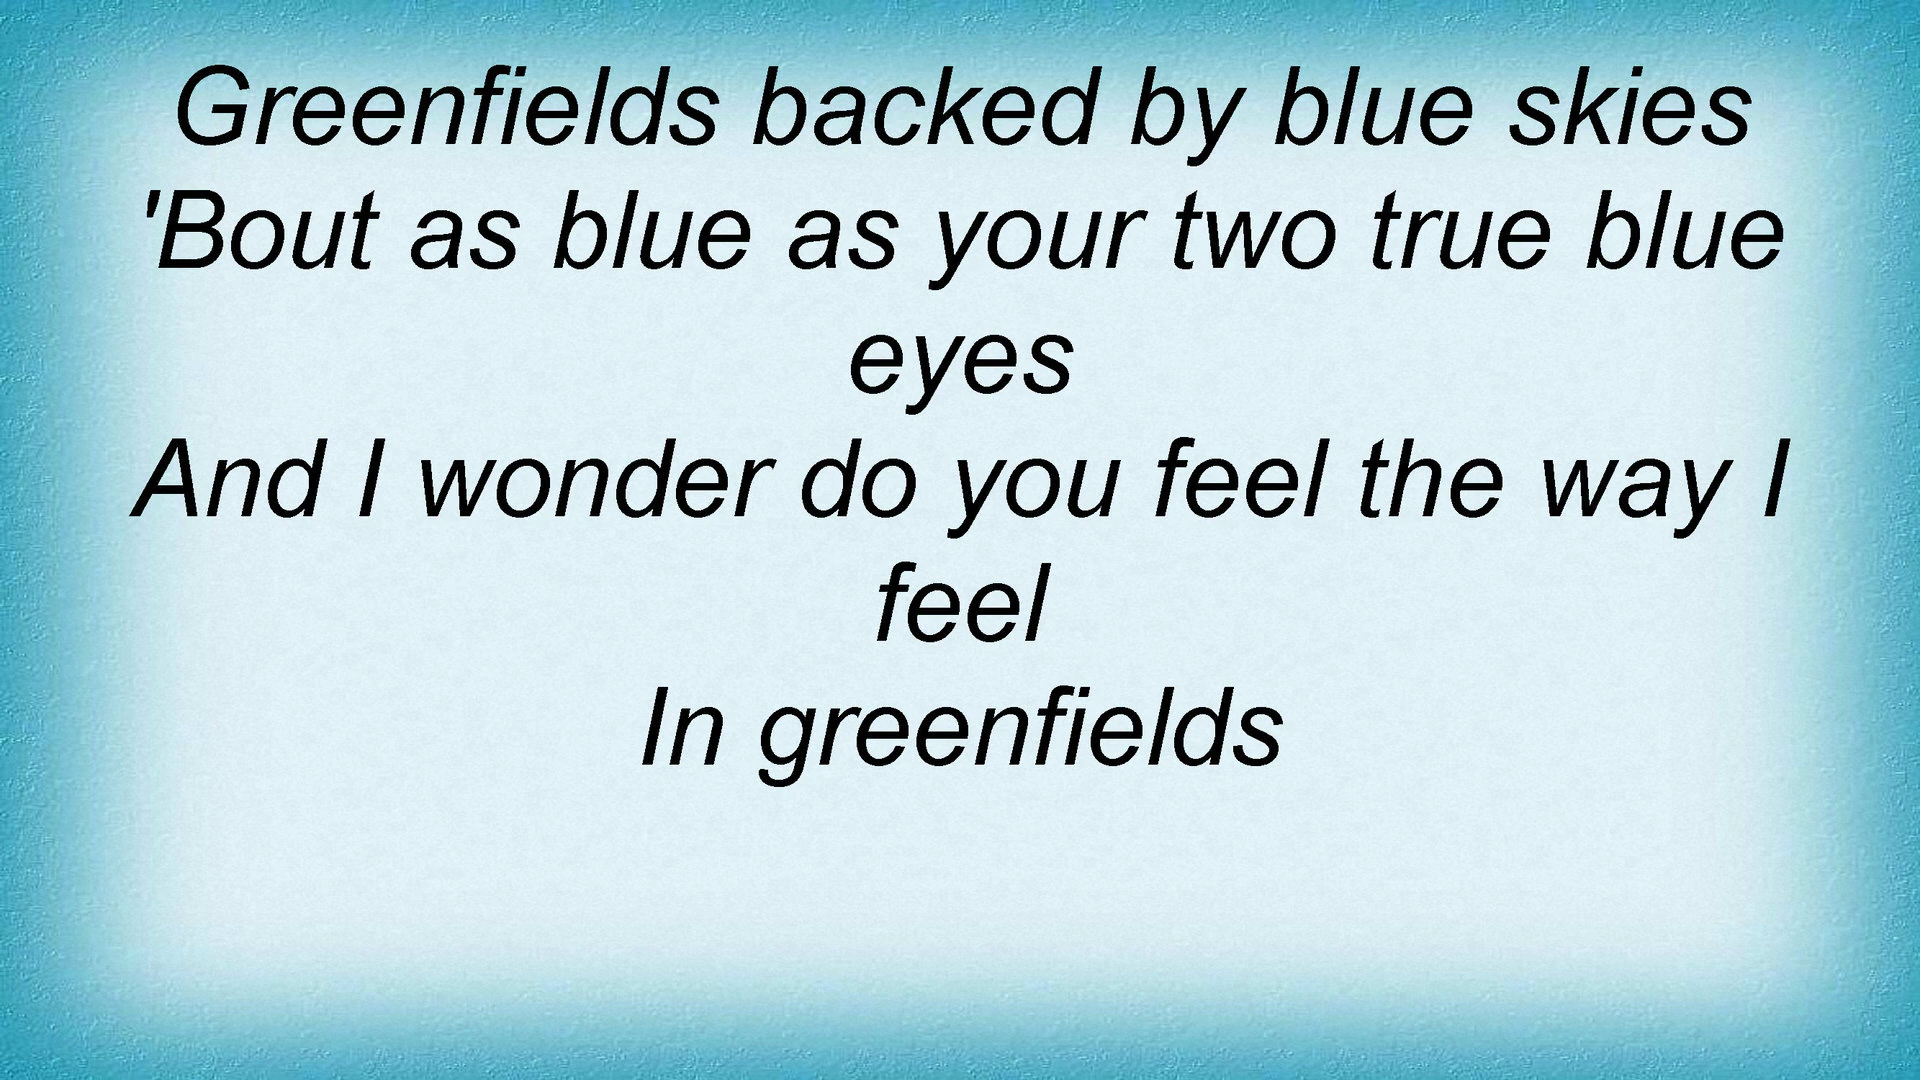 Greenfields backed by blue skies
'Bout as blue as your two true blue
eyes
And I wonder do you feel the way I
feel
In greenfields